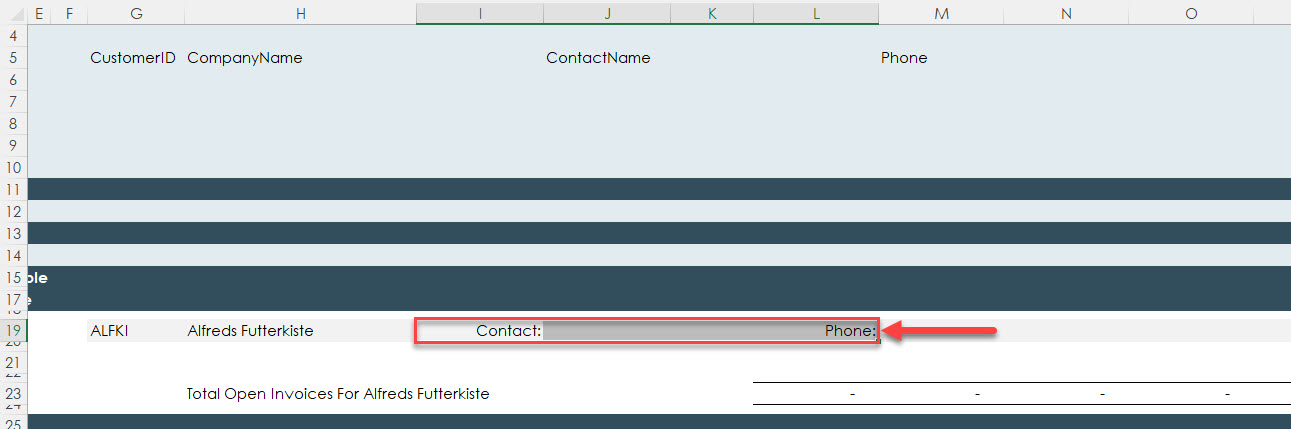 E F G H I J K L M N O
4
5 CustomerID CompanyName ContactName Phone
6
7
8
9
10
11
12
13
14
15 ble
17 e
19 ALFKI Alfreds Futterkiste Contact: Phone:
20
21
22
23 Total Open Invoices For Alfreds Futterkiste - - - -
24
25